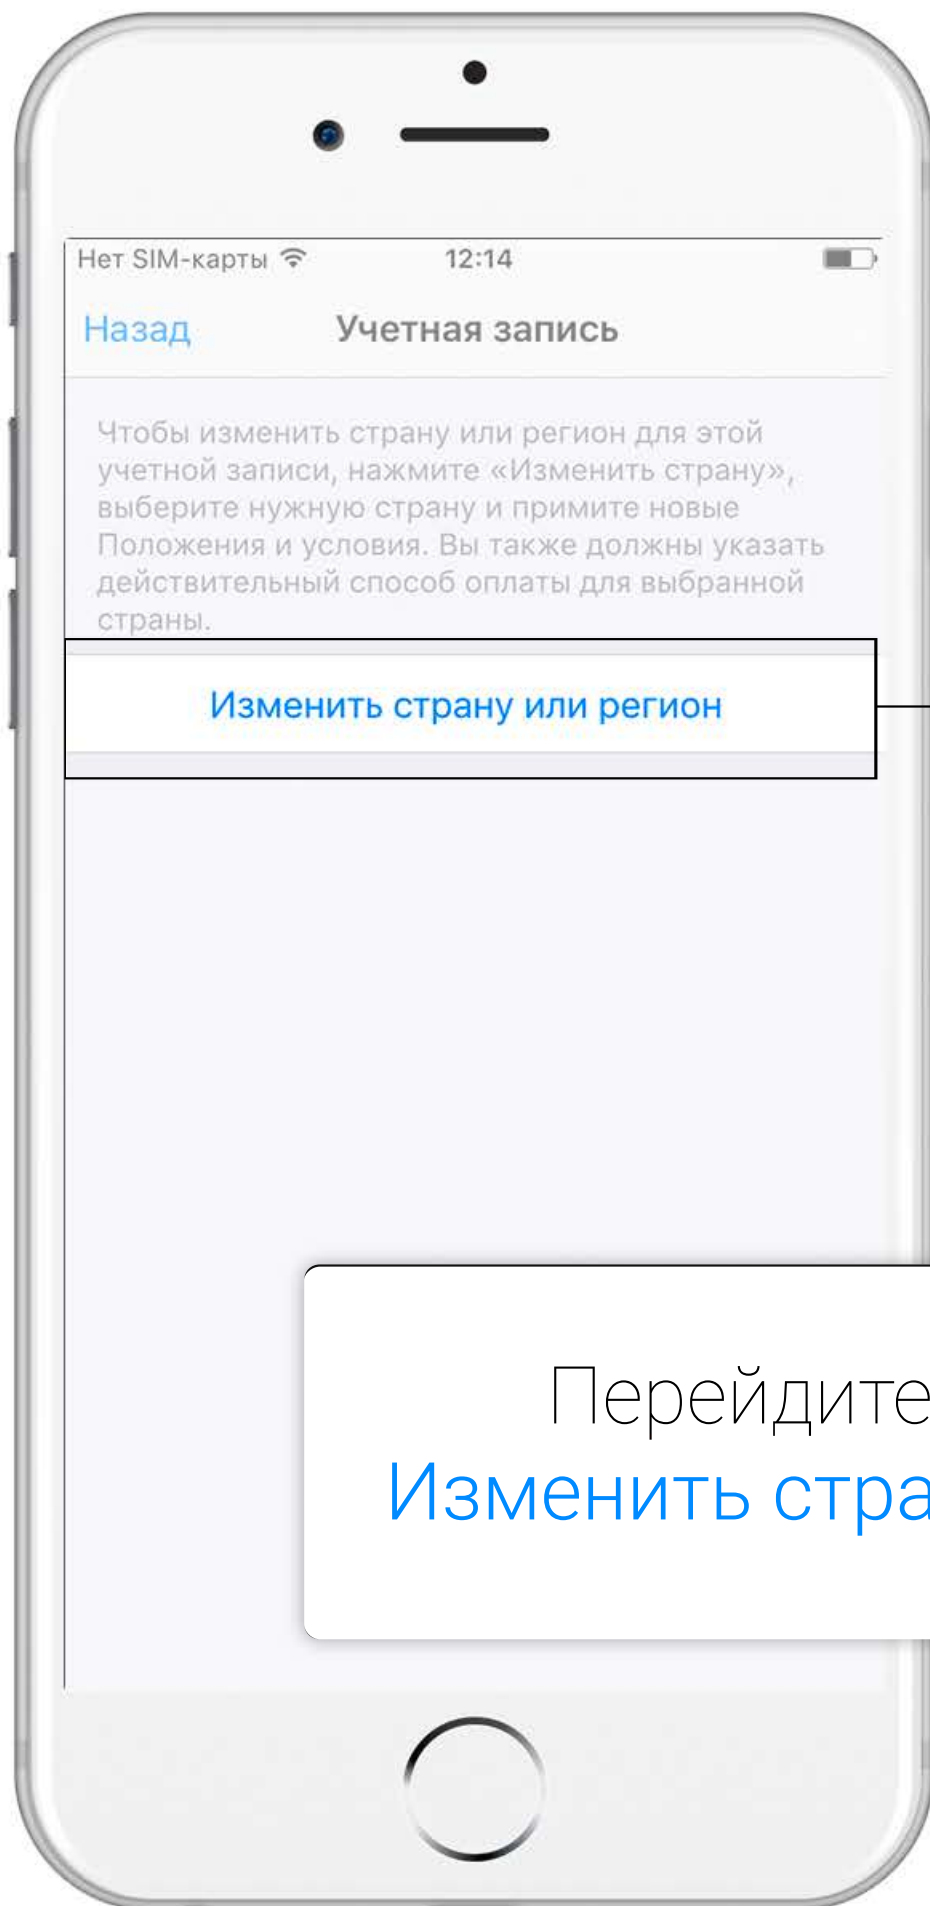 Нет SIM-карты 12:14
Назад Учетная запись
Чтобы изменить страну или регион для этой
учетной записи, нажмите «Изменить страну»,
выберите нужную страну и примите новые
Положения и условия. Вы также должны указать
действительный способ оплаты для выбранной
страны.
Изменить страну или регион
Перейдите
Изменить стра